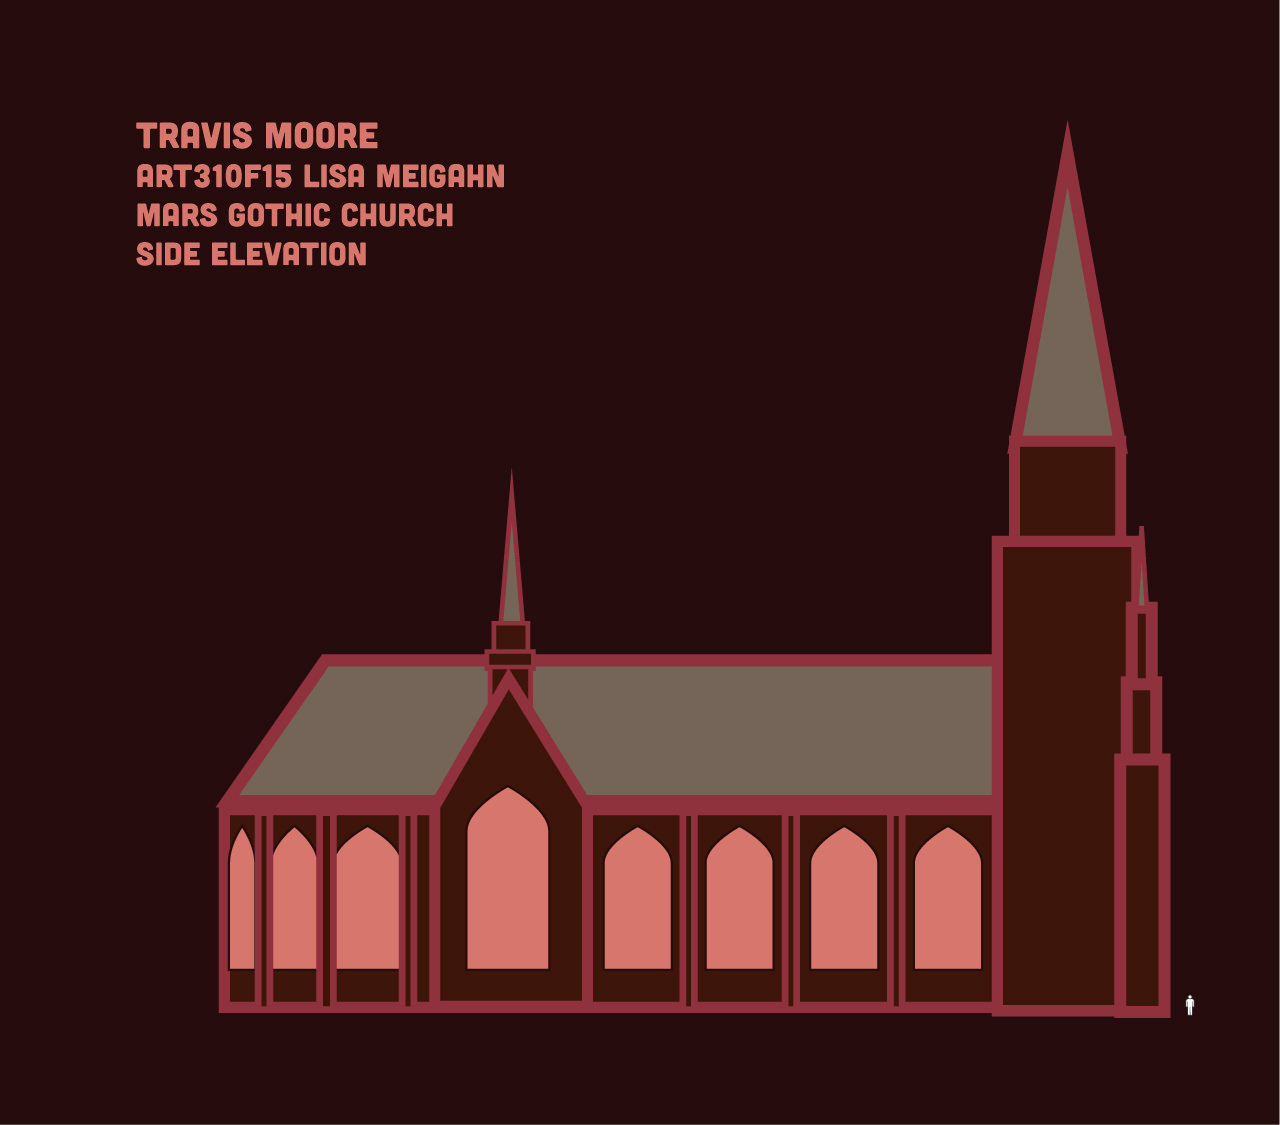 TRAVIS MOORE
ART310F15 LISA MEIGAHN
MARS GOTHIC CHURCH
SIDE ELEVATION